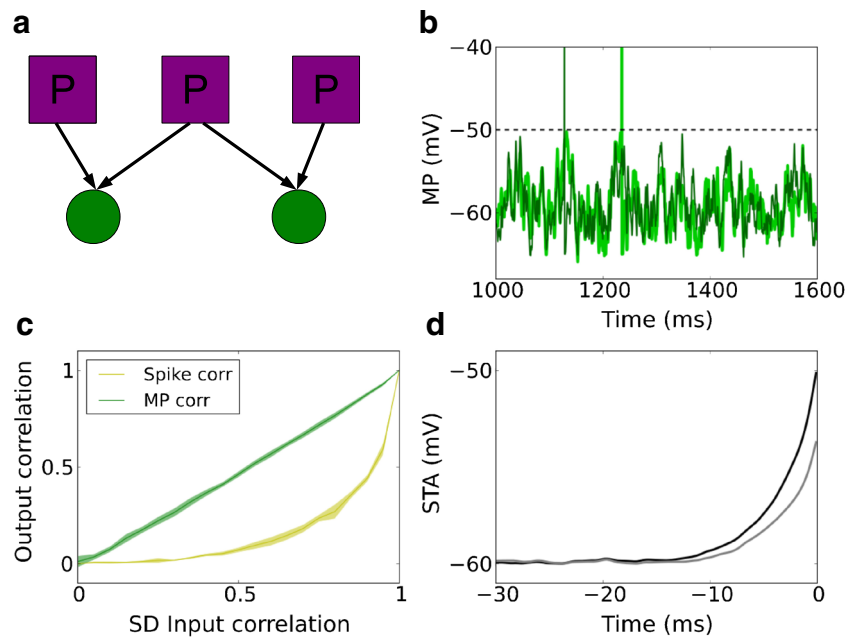 a
P P P
b
−40
−50
−60
MP (mV)
1000 1200 1400 1600
Time (ms)
c
Spike corr
MP corr
1
0.5
0
Output correlation
0 0.5 1
SD Input correlation
d
−50
−60
STA (mV)
−30 −20 −10 0
Time (ms)